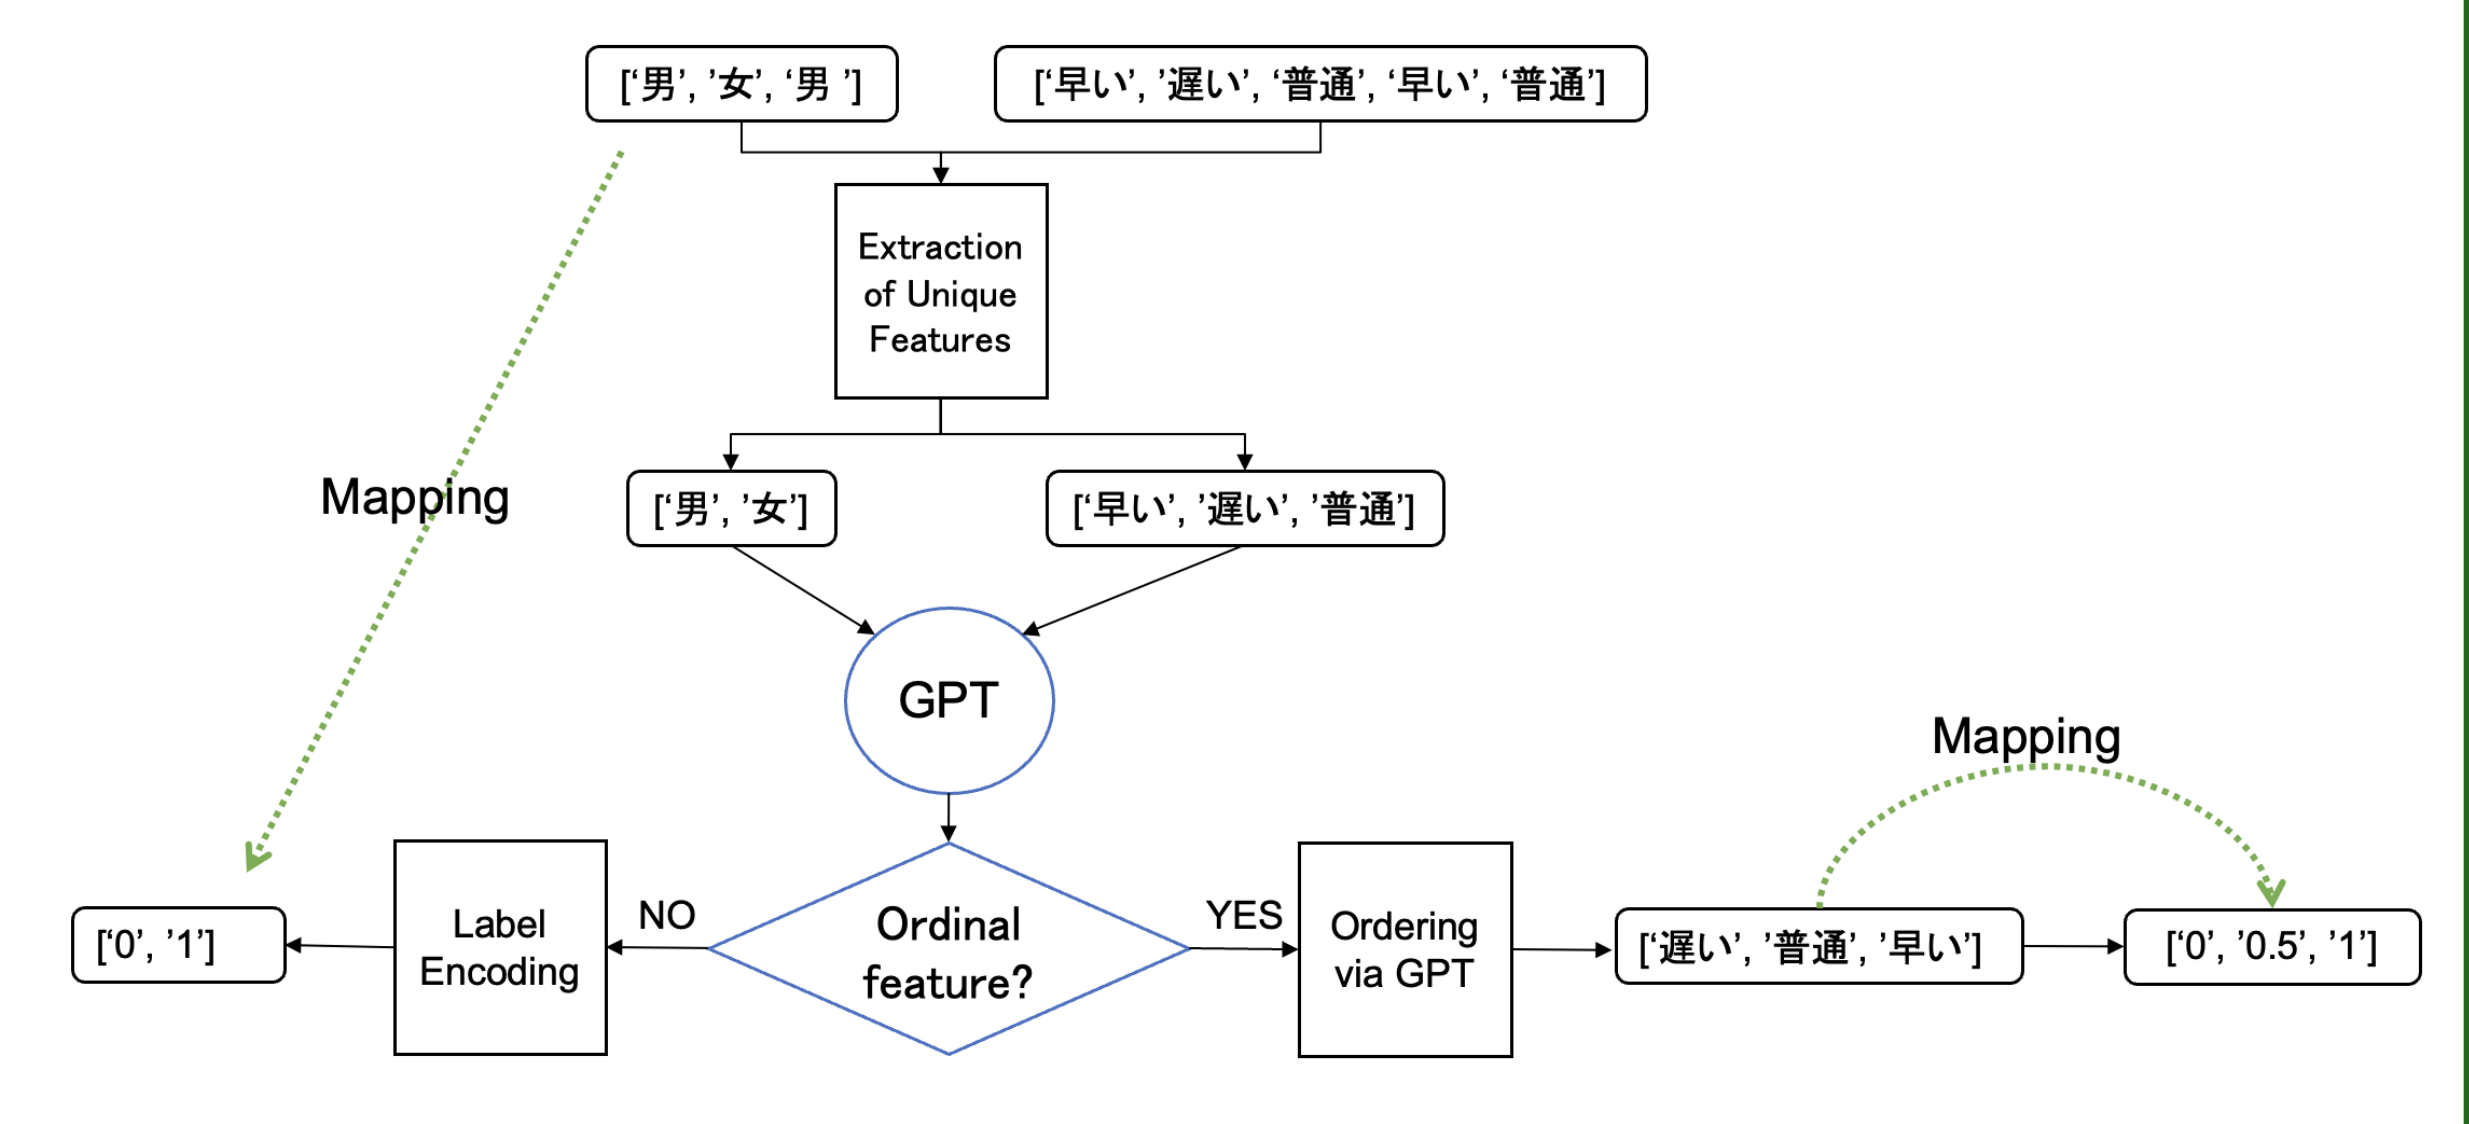 [‘男’, ’女’, ‘男 ’]
[‘早い’, ’遅い’, ‘普通’, ‘早い’, ‘普通’]
Extraction
of Unique
Features
Mapping
[‘男’, ’女’]
[‘早い’, ’遅い’, ’普通’]
GPT
Mapping
[‘0’, ’1’]
Label
Encoding
NO
Ordinal
feature?
YES
Ordering
via GPT
[‘遅い’, ’普通’, ’早い’]
[‘0’, ’0.5’, ’1’]